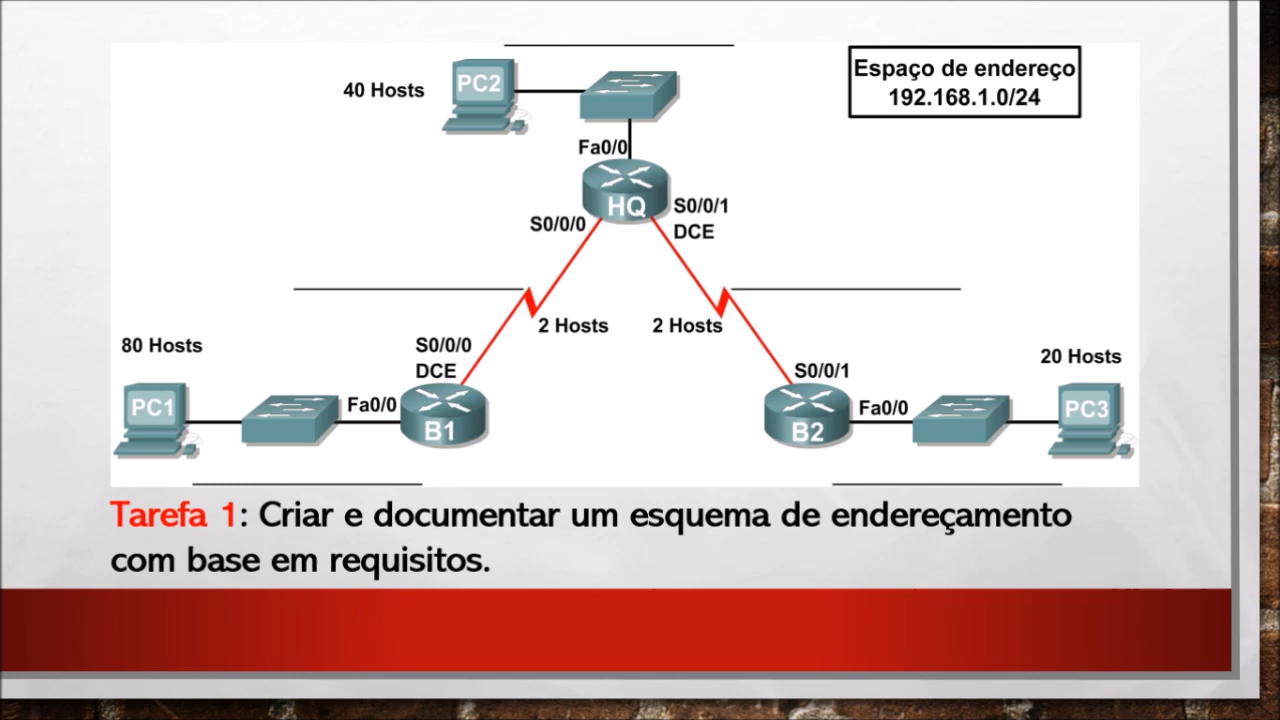 Espaço de endereço
192.168.1.0/24
40 Hosts
PC2
Fa0/0
HQ
S0/0/0
S0/0/1
DCE
2 Hosts
2 Hosts
80 Hosts
S0/0/0
DCE
S0/0/1
20 Hosts
PC1
Fa0/0
B1
B2
Fa0/0
PC3
Tarefa 1: Criar e documentar um esquema de endereçamento
com base em requisitos.